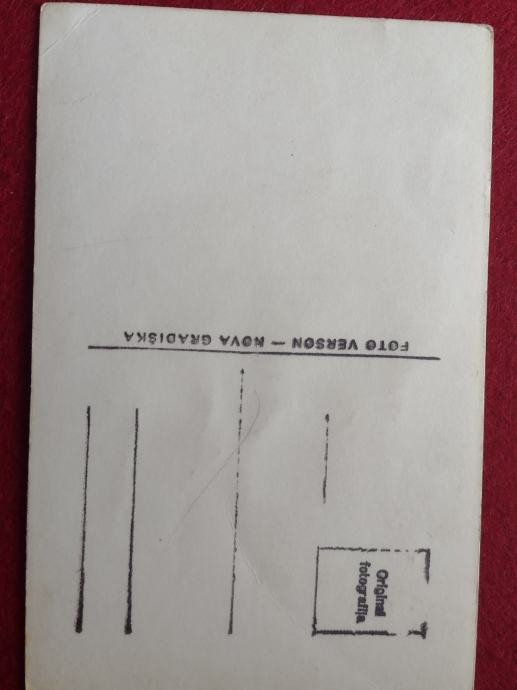 FOTO VERSON — NOVA GRADIŠKA
Original
fotografija